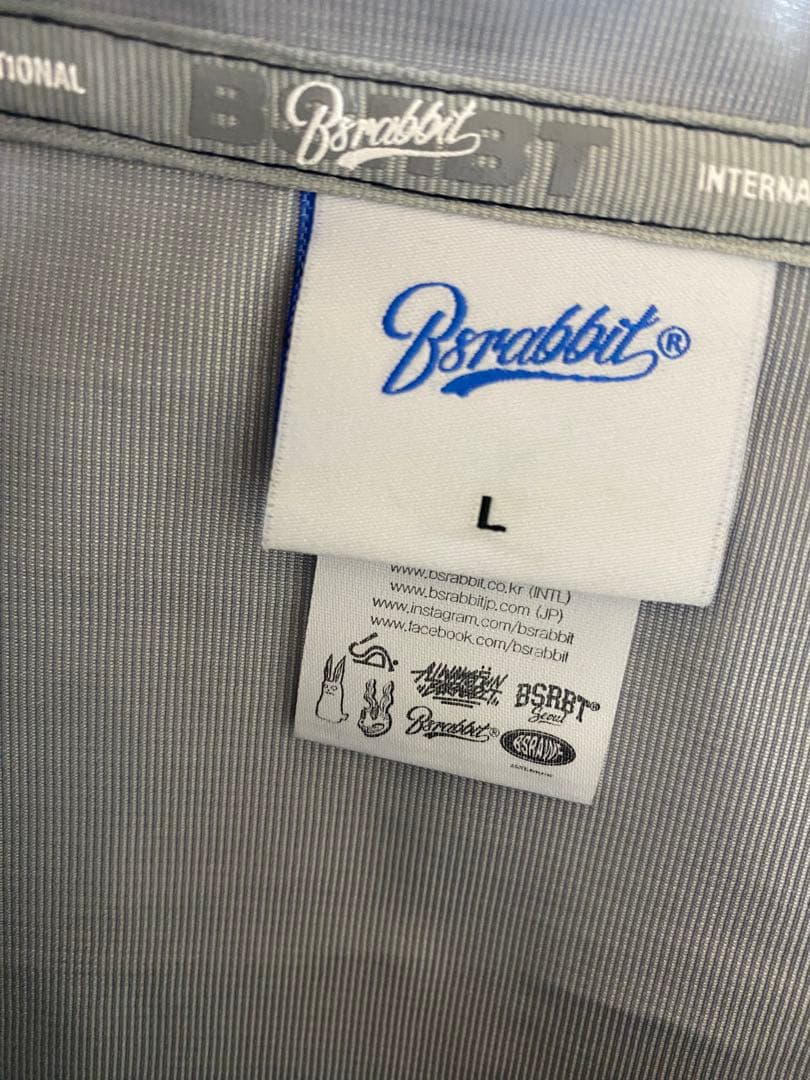 TIONAL
Bsrabbit
INTERNA
Bsrabbit®
L
www.bsrabbit.co.kr (INTL)
www.bsrabbitjp.com (JP)
www.instagram.com/bsrabbit
www.facebook.com/bsrabbit
BSRBT®
Seoul
Bsrabbit®